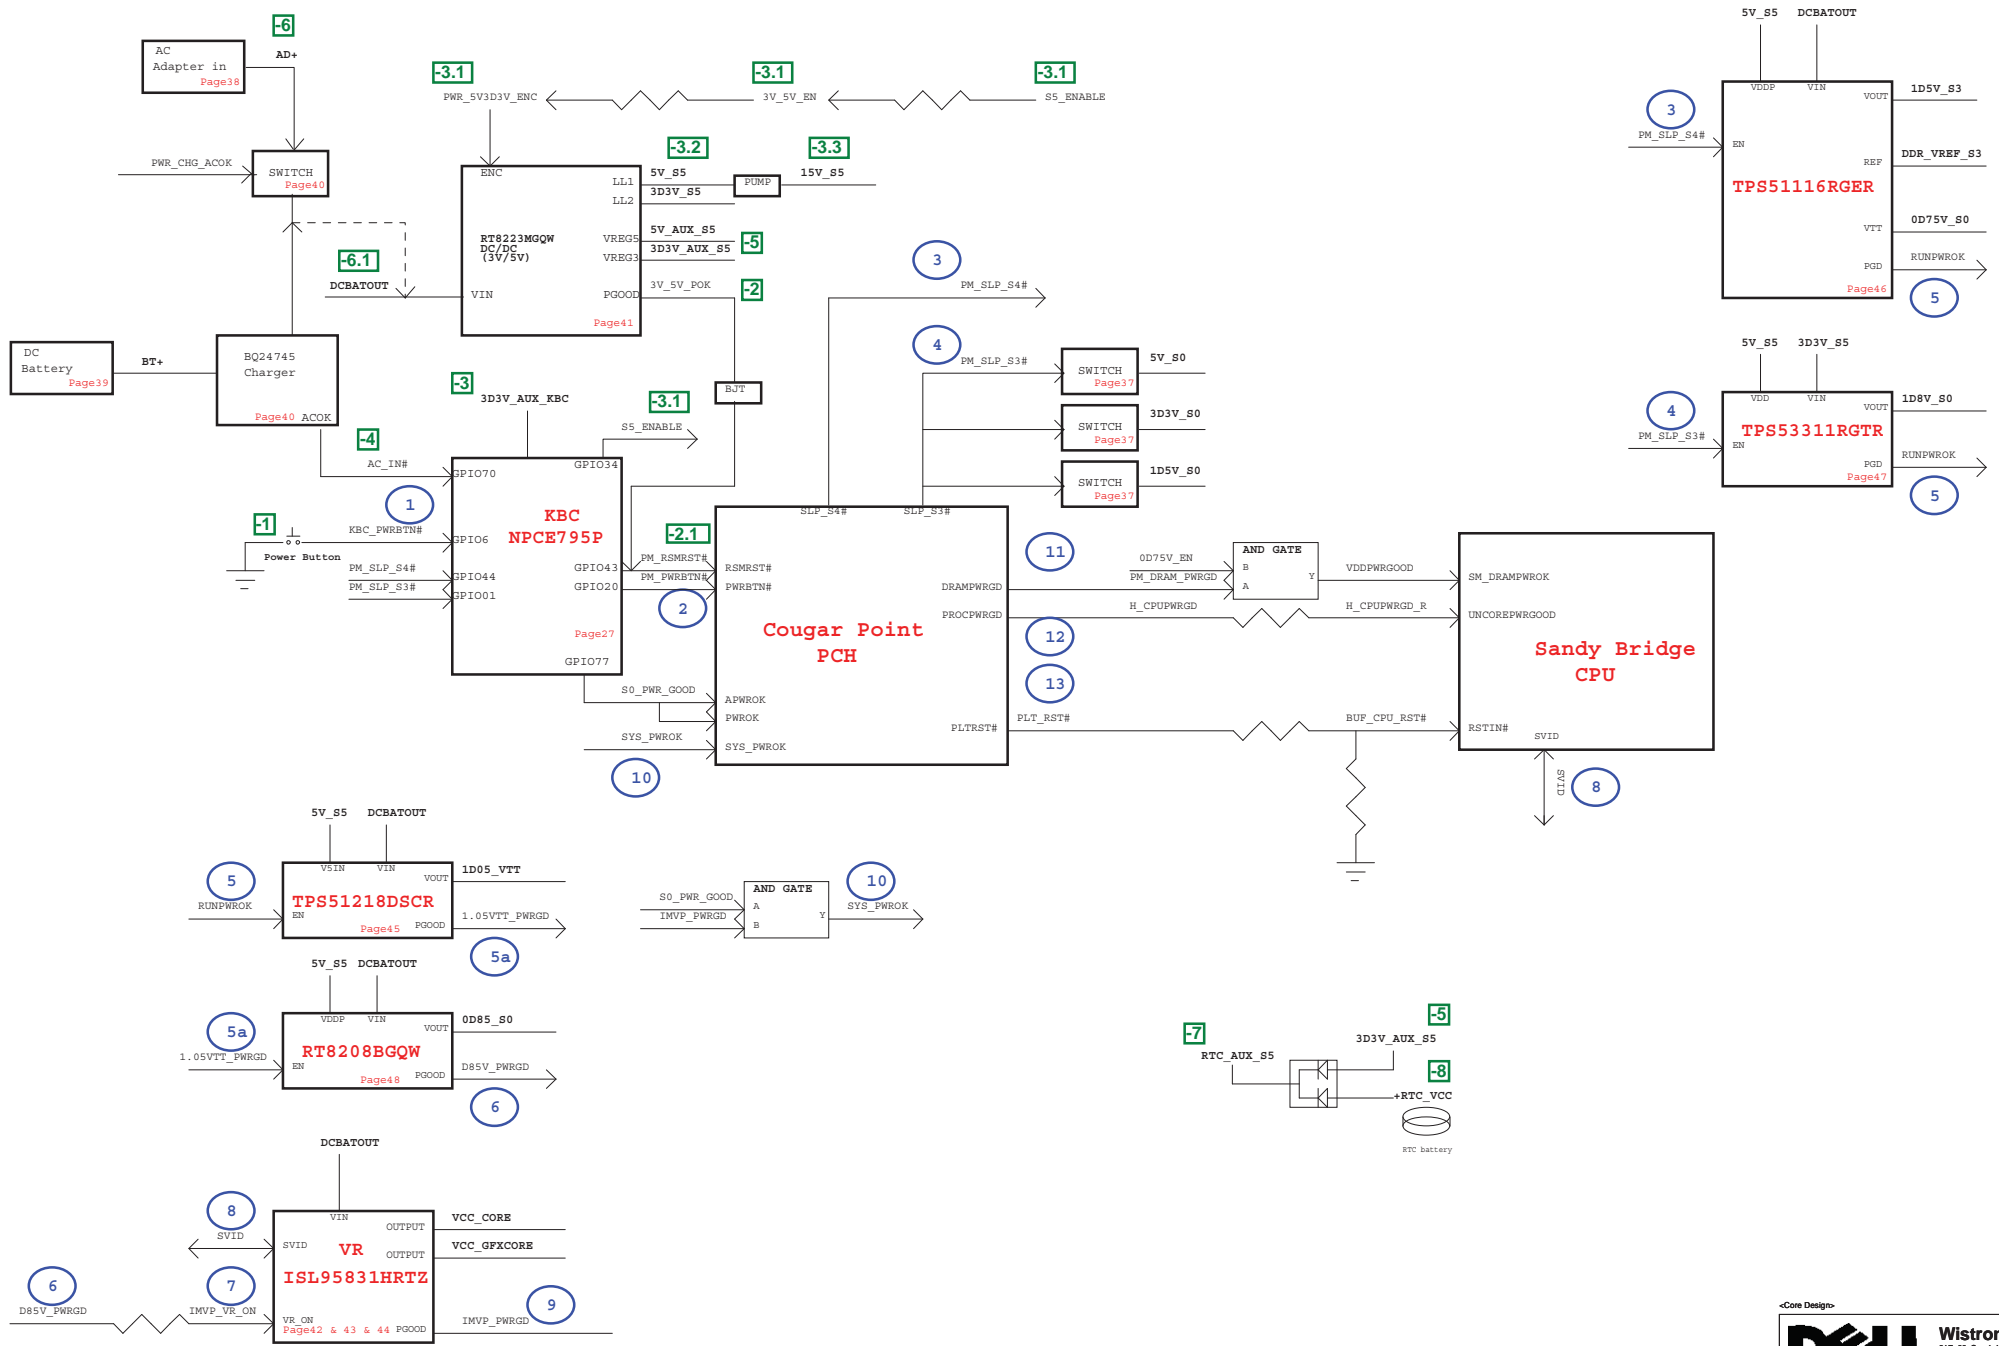 -6
AC
Adapter in
Page38
AD+
PWR_CHG_ACOK
SWITCH
Page40
-6.1
DCBATOUT
DC
Battery
Page39
BT+
BQ24745
Charger
Page40 ACOK
-3.1
PWR_5V3D3V_ENC
-3.1
3V_5V_EN
-3.1
S5_ENABLE
ENC
RT8223MGQW
DC/DC
(3V/5V)
VIN
LL1
LL2
VREG5
VREG3
PGOOD
Page41
-3.2
5V_S5
3D3V_S5
PUMP
-3.3
15V_S5
5V_AUX_S5
3D3V_AUX_S5
-5
3V_5V_POK
-2
BJT
-3
3D3V_AUX_KBC
-3.1
S5_ENABLE
-4
AC_IN#
1
-1
Power Button
KBC_PWRBTN#
PM_SLP_S4#
PM_SLP_S3#
GPIO70
GPIO34
KBC
NPCE795P
GPIO6
GPIO43
GPIO44
GPIO20
GPIO01
Page27
GPIO77
-2.1
PM_RSMRST#
PM_PWRBTN#
2
S0_PWR_GOOD
SYS_PWROK
10
3
PM_SLP_S4#
4
PM_SLP_S3#
SWITCH
Page37
5V_S0
SWITCH
Page37
3D3V_S0
SWITCH
Page37
1D5V_S0
SLP_S4#
SLP_S3#
RSMRST#
PWRBTN#
DRAMPWRGD
PROCPWRGD
Cougar Point
PCH
APWROK
PWROK
PLTRST#
SYS_PWROK
11
0D75V_EN
PM_DRAM_PWRGD
AND GATE
B
A
Y
VDDPWRGOOD
H_CPUPWRGD
H_CPUPWRGD_R
12
13
PLT_RST#
BUF_CPU_RST#
SM_DRAMPWROK
UNCOREPWRGOOD
Sandy Bridge
CPU
RSTIN#
SVID
SVID
8
5V_S5
DCBATOUT
3
PM_SLP_S4#
VDDP
VIN
VOUT
EN
REF
TPS51116RGER
VTT
PGD
Page46
1D5V_S3
DDR_VREF_S3
0D75V_S0
RUNPWROK
5
5V_S5
3D3V_S5
4
PM_SLP_S3#
VDD
VIN
VOUT
TPS53311RGTR
EN
PGD
Page47
1D8V_S0
RUNPWROK
5
5V_S5
DCBATOUT
5
RUNPWROK
V5IN
VIN
VOUT
TPS51218DSCR
EN
Page45
PGOOD
1D05_VTT
1.05VTT_PWRGD
5a
S0_PWR_GOOD
IMVP_PWRGD
AND GATE
A
B
Y
10
SYS_PWROK
5V_S5
DCBATOUT
5a
1.05VTT_PWRGD
VDDP
VIN
VOUT
RT8208BGQW
EN
Page48
PGOOD
0D85_S0
D85V_PWRGD
6
-7
RTC_AUX_S5
-5
3D3V_AUX_S5
-8
+RTC_VCC
RTC battery
DCBATOUT
8
SVID
6
D85V_PWRGD
7
IMVP_VR_ON
VIN
OUTPUT
SVID
VR
OUTPUT
ISL95831HRTZ
VR_ON
Page42 & 43 & 44
PGOOD
VCC_CORE
VCC_GFXCORE
9
IMVP_PWRGD
<Core Design>
DELL
Wistron